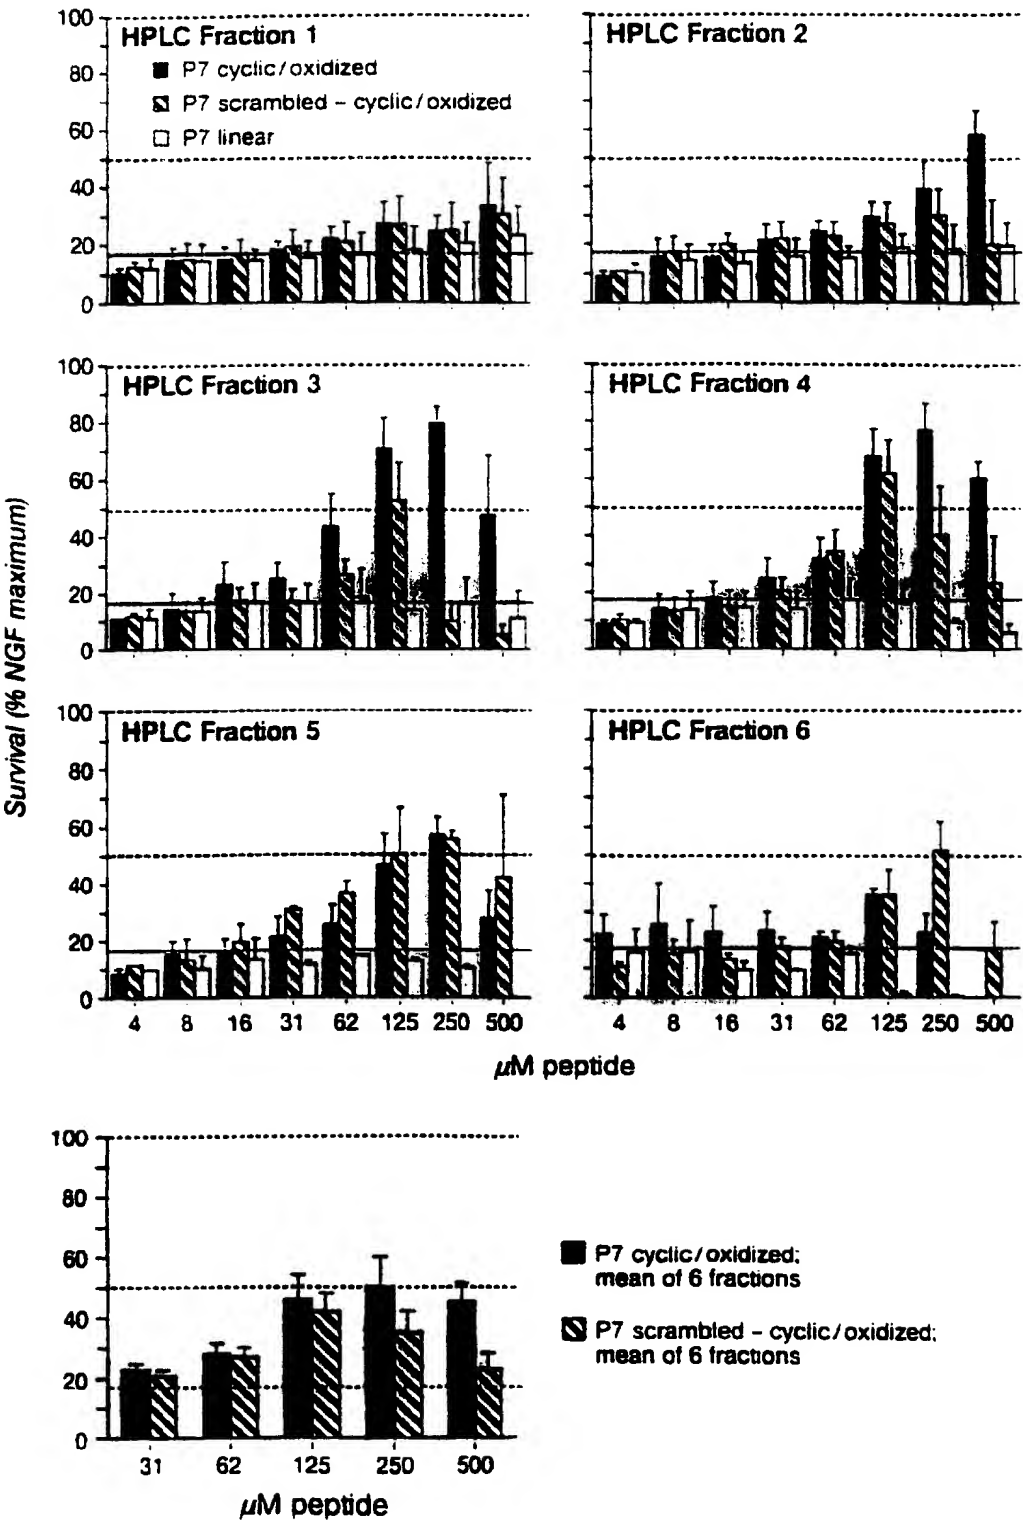 HPLC Fraction 1
P7 cyclic/oxidized
P7 scrambled - cyclic/oxidized
P7 linear
100
80
60
40
20
0
HPLC Fraction 2
HPLC Fraction 3
100
80
60
40
20
0
HPLC Fraction 4
Survival (% NGF maximum)
HPLC Fraction 5
100
80
60
40
20
0
4 8 16 31 62 125 250 500
HPLC Fraction 6
4 8 16 31 62 125 250 500
µM peptide
100
80
60
40
20
0
31 62 125 250 500
µM peptide
P7 cyclic/oxidized:
mean of 6 fractions
P7 scrambled - cyclic/oxidized:
mean of 6 fractions